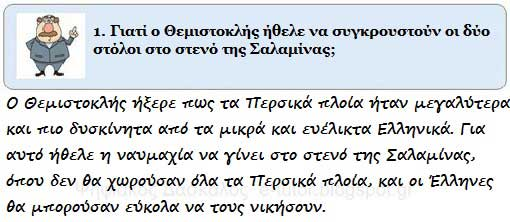 1. Γιατί ο Θεμιστοκλής ήθελε να συγκρουστούν οι δύο
στόλοι στο στενό της Σαλαμίνας;
Ο Θεμιστοκλής ήξερε πως τα Περσικά πλοία ήταν μεγαλύτερα
και πιο δυσκίνητα από τα μικρά και ευέλικτα Ελληνικά. Για
αυτό ήθελε η ναυμαχία να γίνει στο στενό της Σαλαμίνας,
όπου δεν θα χωρούσαν όλα τα Περσικά πλοία, και οι Έλληνες
θα μπορούσαν εύκολα να τους νικήσουν.